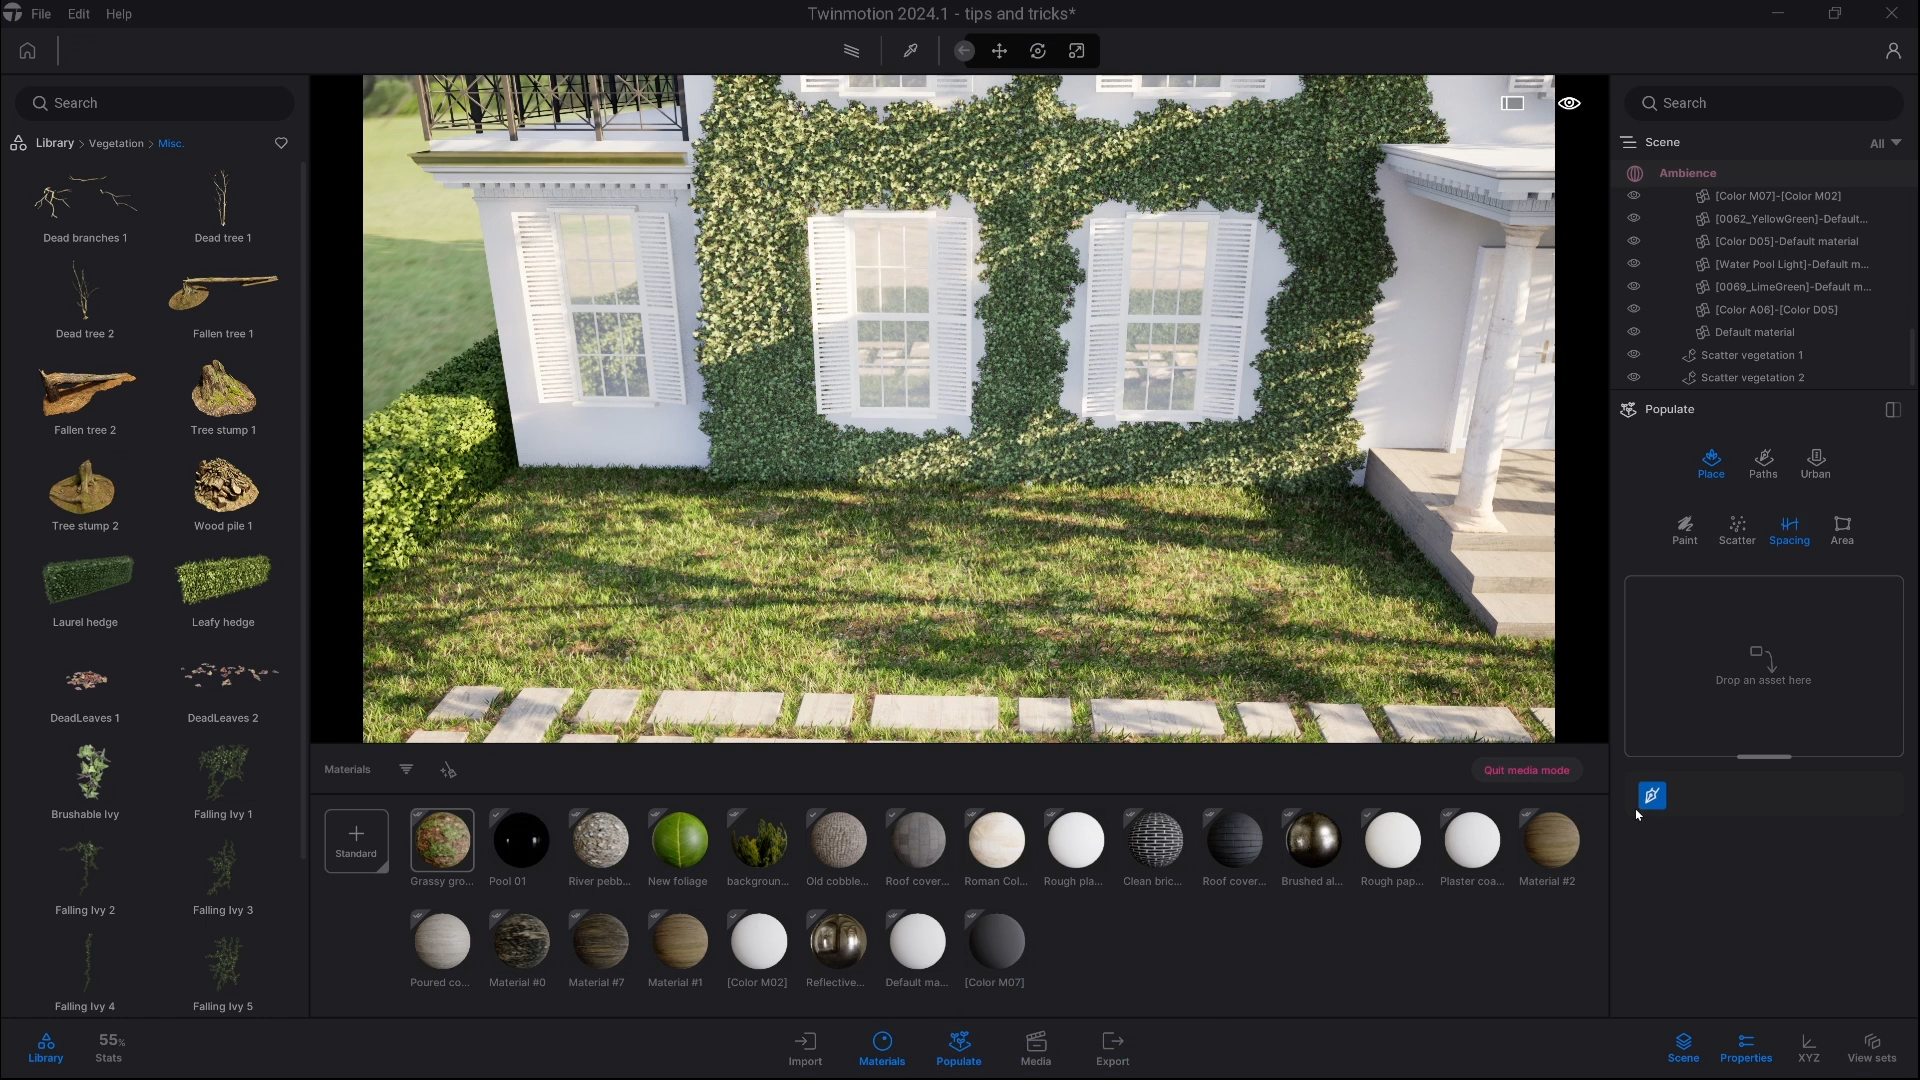 File Edit Help
Twinmotion 2024.1 - tips and tricks*
Search
Library > Vegetation > Misc.
Dead branches 1
Dead tree 1
Dead tree 2
Fallen tree 1
Fallen tree 2
Tree stump 1
Tree stump 2
Wood pile 1
Laurel hedge
Leafy hedge
DeadLeaves 1
DeadLeaves 2
Brushable Ivy
Falling Ivy 1
Falling Ivy 2
Falling Ivy 3
Falling Ivy 4
Falling Ivy 5
Materials
Quit media mode
Standard
Grassy gro...
Pool 01
River pebb...
New foliage
backgroun...
Old cobble...
Roof cover...
Roman Col...
Rough pla...
Clean bric...
Roof cover...
Brushed al...
Rough pap...
Plaster coa...
Material #2
Poured co...
Material #0
Material #7
Material #1
[Color M02]
Reflective...
Default ma...
[Color M07]
Search
Scene
All
Ambience
[Color M07]-[Color M02]
[0062_YellowGreen]-Default...
[Color D05]-Default material
[Water Pool Light]-Default m...
[0069_LimeGreen]-Default m...
[Color A06]-[Color D05]
Default material
Scatter vegetation 1
Scatter vegetation 2
Populate
Place
Paths
Urban
Paint
Scatter
Spacing
Area
Drop an asset here
Library
55%
Stats
Import
Materials
Populate
Media
Export
Scene
Properties
XYZ
View sets